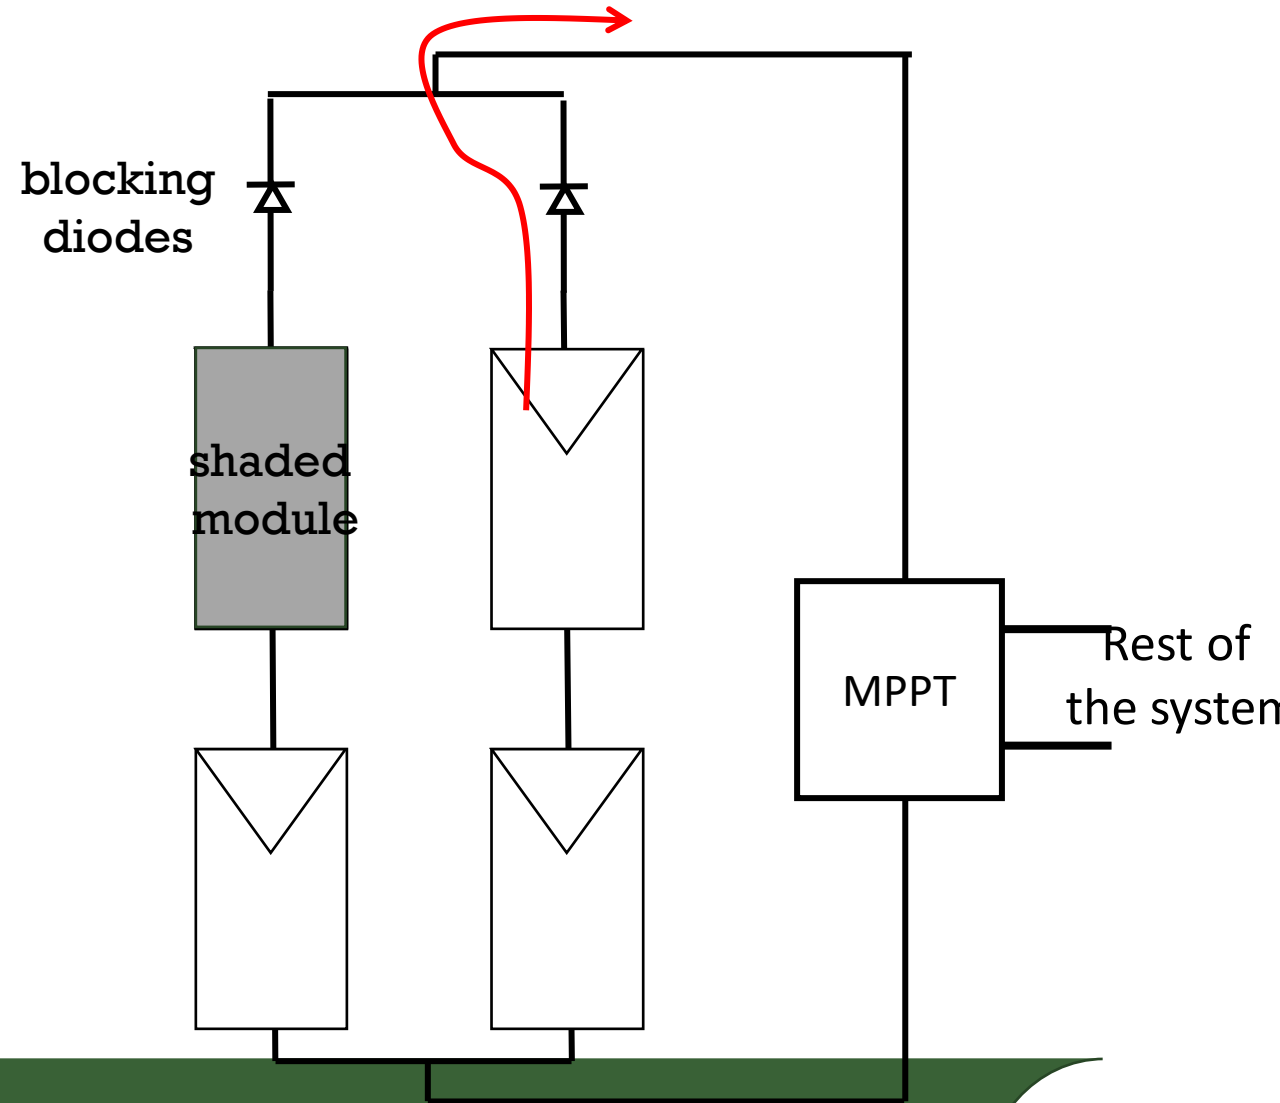 blocking
diodes
shaded
module
MPPT
Rest of
the system